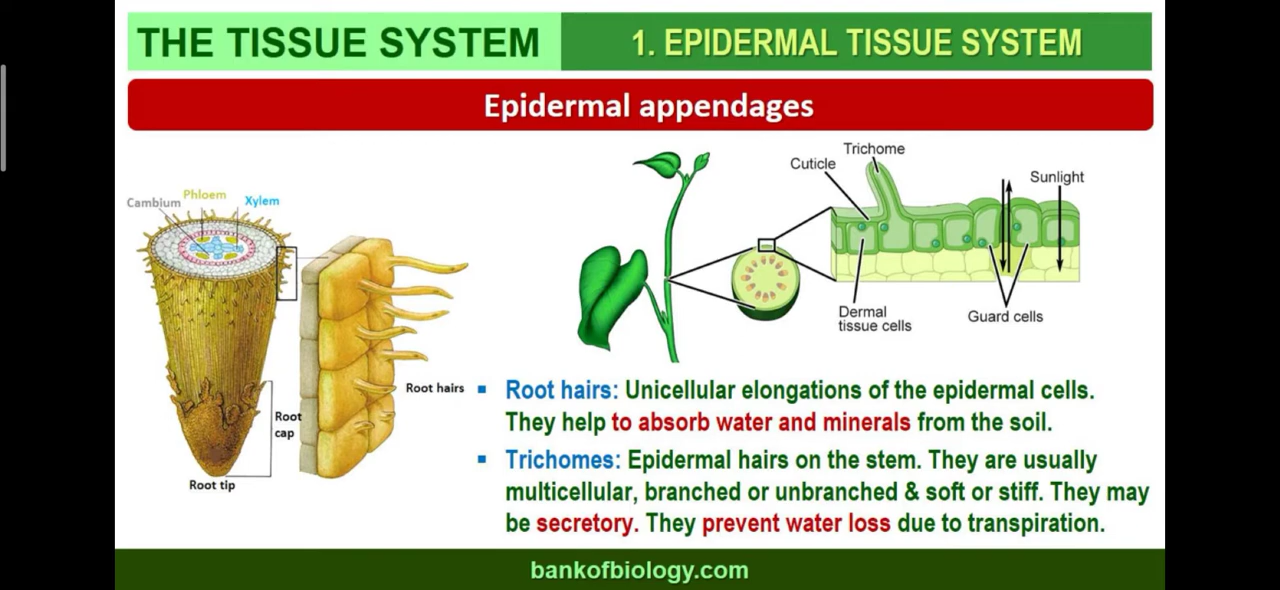 THE TISSUE SYSTEM
1. EPIDERMAL TISSUE SYSTEM
Epidermal appendages
Cambium
Phloem
Xylem
Root hairs
Root
cap
Root tip
Trichome
Cuticle
Sunlight
Dermal
tissue cells
Guard cells
▪ Root hairs: Unicellular elongations of the epidermal cells.
They help to absorb water and minerals from the soil.
▪ Trichomes: Epidermal hairs on the stem. They are usually
multicellular, branched or unbranched & soft or stiff. They may
be secretory. They prevent water loss due to transpiration.
bankofbiology.com